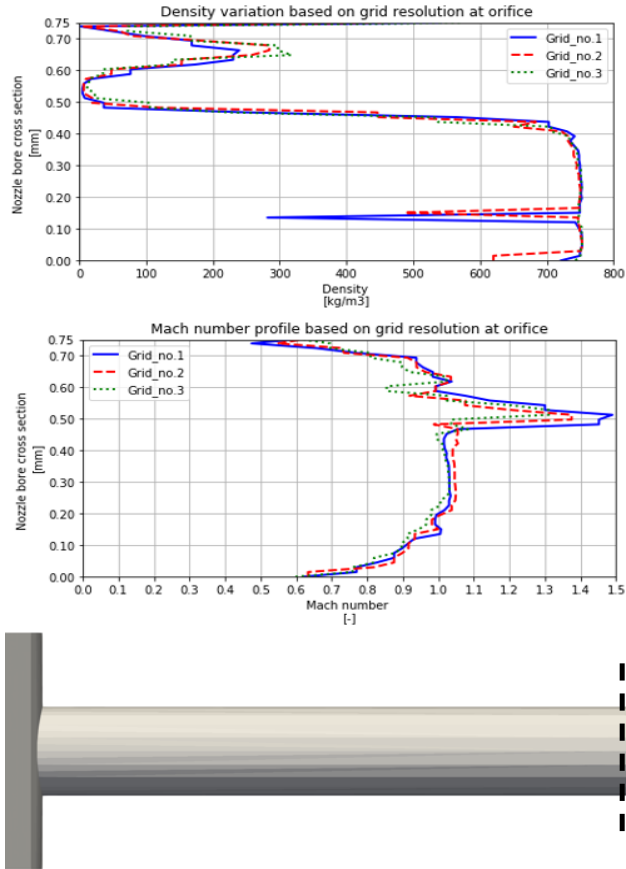 Density variation based on grid resolution at orifice
0.75
0.70
0.60
0.50
0.40
0.30
0.20
0.10
0.00
Nozzle bore cross section
[mm]
Grid_no.1
Grid_no.2
Grid_no.3
0 100 200 300 400 500 600 700 800
Density
[kg/m3]
Mach number profile based on grid resolution at orifice
0.75
0.70
0.60
0.50
0.40
0.30
0.20
0.10
0.00
Nozzle bore cross section
[mm]
Grid_no.1
Grid_no.2
Grid_no.3
0.0 0.1 0.2 0.3 0.4 0.5 0.6 0.7 0.8 0.9 1.0 1.1 1.2 1.3 1.4 1.5
Mach number
[-]